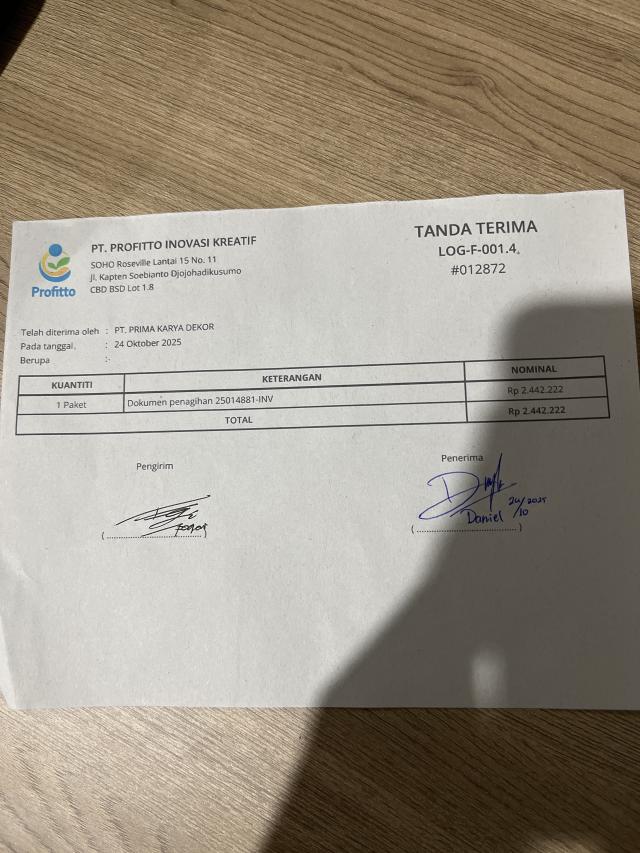 PT. PROFITTO INOVASI KREATIF
SOHO Roseville Lantai 15 No. 11
Jl. Kapten Soebianto Djojohadikusumo
CBD BSD Lot 1.8
Profitto
TANDA TERIMA
LOG-F-001.4.
#012872
Telah diterima oleh : PT. PRIMA KARYA DEKOR
Pada tanggal. : 24 Oktober 2025
Berupa :-
KUANTITI KETERANGAN NOMINAL
1 Paket Dokumen penagihan 25014881-INV Rp 2.442.222
TOTAL Rp 2.442.222
Pengirim Penerima
24/2025
Daniel /10
(........................) (........................)